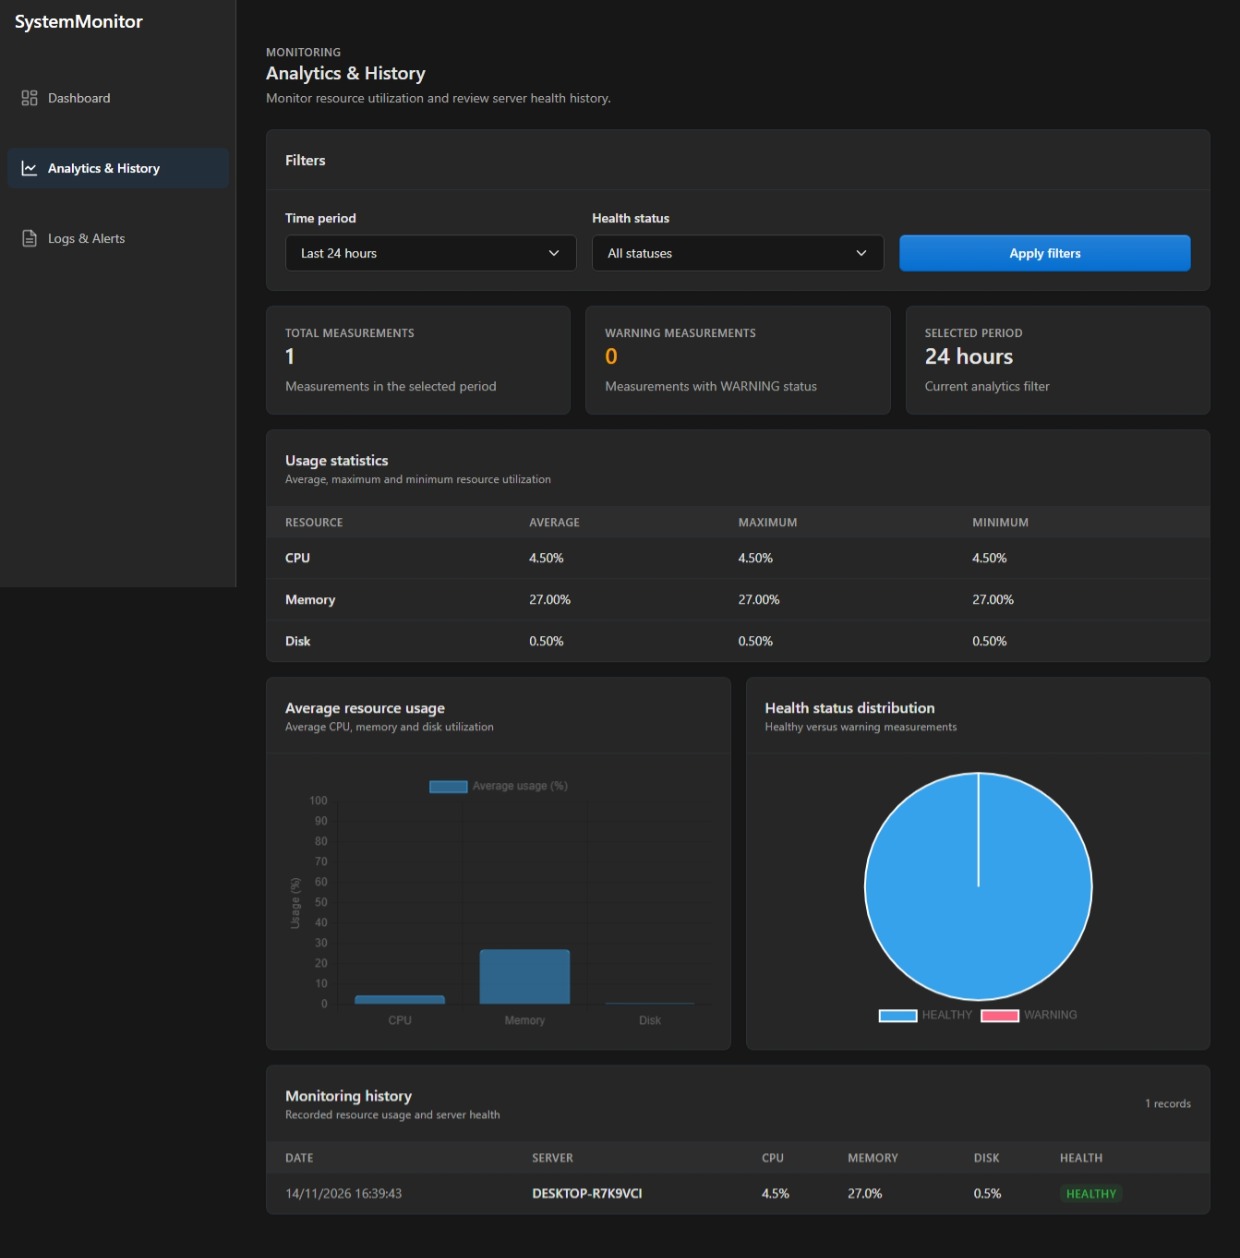 SystemMonitor
Dashboard
Analytics & History
Logs & Alerts
MONITORING
Analytics & History
Monitor resource utilization and review server health history.
Filters
Time period
Health status
Last 24 hours
All statuses
Apply filters
TOTAL MEASUREMENTS
1
Measurements in the selected period
WARNING MEASUREMENTS
0
Measurements with WARNING status
SELECTED PERIOD
24 hours
Current analytics filter
Usage statistics
Average, maximum and minimum resource utilization
RESOURCE AVERAGE MAXIMUM MINIMUM
CPU 4.50% 4.50% 4.50%
Memory 27.00% 27.00% 27.00%
Disk 0.50% 0.50% 0.50%
Average resource usage
Average CPU, memory and disk utilization
Average usage (%)
Usage (%)
100
90
80
70
60
50
40
30
20
10
0
CPU Memory Disk
Health status distribution
Healthy versus warning measurements
HEALTHY WARNING
Monitoring history
Recorded resource usage and server health
1 records
DATE SERVER CPU MEMORY DISK HEALTH
14/11/2026 16:39:43 DESKTOP-R7K9VCI 4.5% 27.0% 0.5% HEALTHY